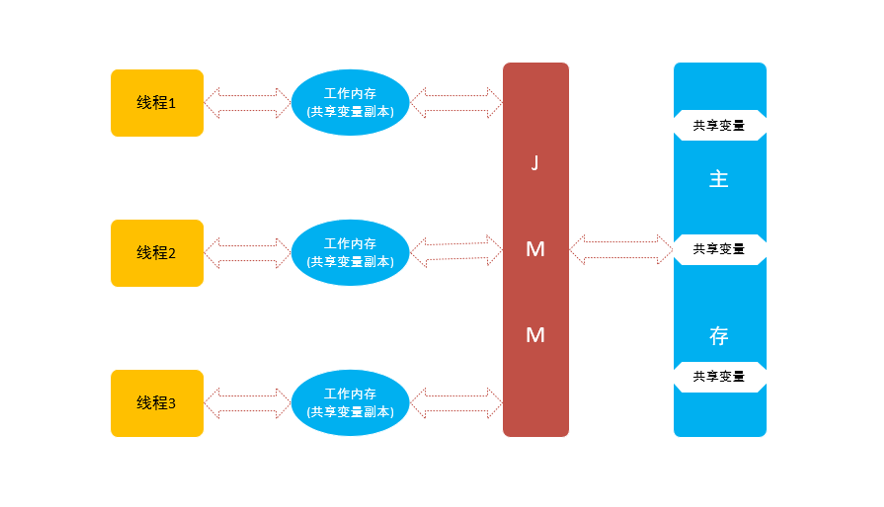 线程1
工作内存
(共享变量副本)
线程2
工作内存
(共享变量副本)
线程3
工作内存
(共享变量副本)
J
M
M
共享变量
主
共享变量
存
共享变量